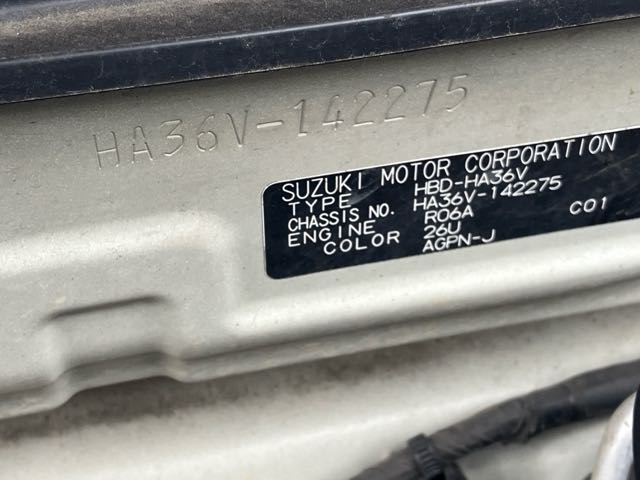 HA36V-142275
SUZUKI MOTOR CORPORATION
TYPE HBD-HA36V
CHASSIS NO. HA36V-142275
ENGINE R06A
COLOR 26U C01
AGPN-J